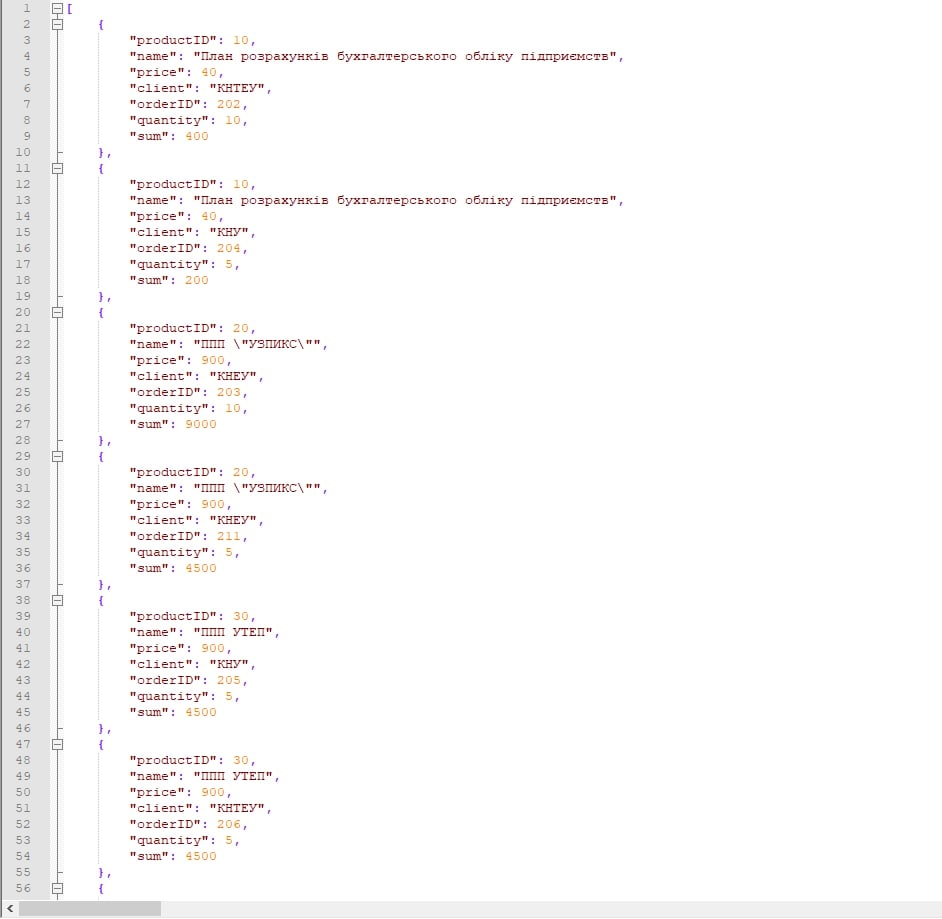 1 [
2 {
3 "productID": 10,
4 "name": "План розрахунків бухгалтерського обліку підприємств",
5 "price": 40,
6 "client": "КНТЕУ",
7 "orderID": 202,
8 "quantity": 10,
9 "sum": 400
10 },
11 {
12 "productID": 10,
13 "name": "План розрахунків бухгалтерського обліку підприємств",
14 "price": 40,
15 "client": "КНУ",
16 "orderID": 204,
17 "quantity": 5,
18 "sum": 200
19 },
20 {
21 "productID": 20,
22 "name": "ППП \"УЗПИКС\"",
23 "price": 900,
24 "client": "КНЕУ",
25 "orderID": 203,
26 "quantity": 10,
27 "sum": 9000
28 },
29 {
30 "productID": 20,
31 "name": "ППП \"УЗПИКС\"",
32 "price": 900,
33 "client": "КНЕУ",
34 "orderID": 211,
35 "quantity": 5,
36 "sum": 4500
37 },
38 {
39 "productID": 30,
40 "name": "ППП УТЕП",
41 "price": 900,
42 "client": "КНУ",
43 "orderID": 205,
44 "quantity": 5,
45 "sum": 4500
46 },
47 {
48 "productID": 30,
49 "name": "ППП УТЕП",
50 "price": 900,
51 "client": "КНТЕУ",
52 "orderID": 206,
53 "quantity": 5,
54 "sum": 4500
55 },
56 {